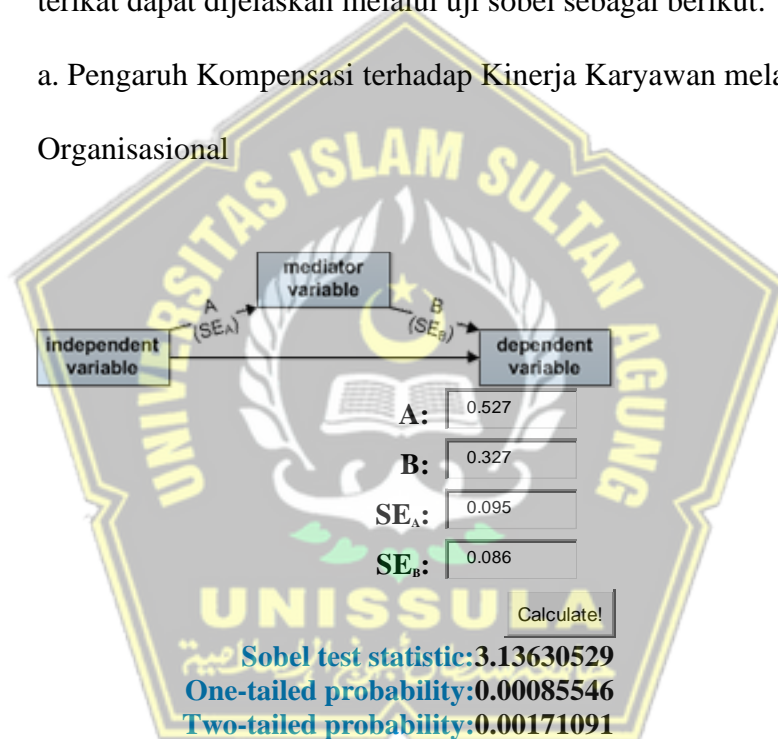 terikat dapat dijelaskan melalui uji sobel sebagai berikut:
a. Pengaruh Kompensasi terhadap Kinerja Karyawan
Organisasional
UNIVERSITAS ISLAM SULTAN AGUNG
mediator
variable
A
(SEA)
B
(SEB)
independent
variable
dependent
variable
A: 0.527
B: 0.327
SEA: 0.095
SEB: 0.086
UNISSULA
Calculate!
Sobel test statistic:3.13630529
One-tailed probability:0.00085546
Two-tailed probability:0.00171091